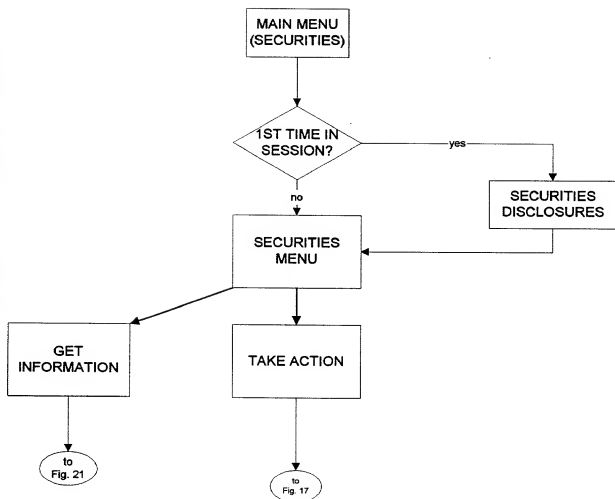 MAIN MENU
(SECURITIES)
1ST TIME IN
SESSION?
yes
no
SECURITIES
DISCLOSURES
SECURITIES
MENU
GET
INFORMATION
TAKE ACTION
to
Fig. 21
to
Fig. 17